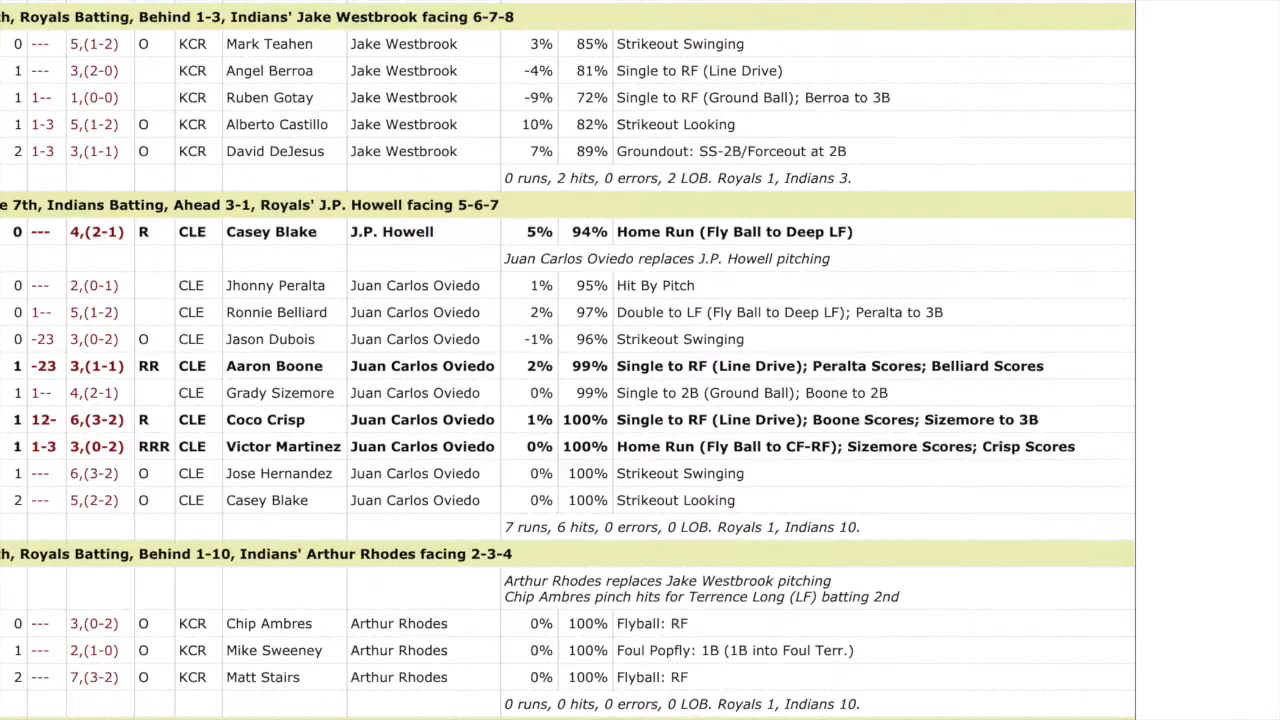 th, Royals Batting, Behind 1-3, Indians' Jake Westbrook facing 6-7-8
0 --- 5,(1-2) O KCR Mark Teahen Jake Westbrook 3% 85% Strikeout Swinging
1 --- 3,(2-0) KCR Angel Berroa Jake Westbrook -4% 81% Single to RF (Line Drive)
1 1-- 1,(0-0) KCR Ruben Gotay Jake Westbrook -9% 72% Single to RF (Ground Ball); Berroa to 3B
1 1-3 5,(1-2) O KCR Alberto Castillo Jake Westbrook 10% 82% Strikeout Looking
2 1-3 3,(1-1) O KCR David DeJesus Jake Westbrook 7% 89% Groundout: SS-2B/Forceout at 2B
0 runs, 2 hits, 0 errors, 2 LOB. Royals 1, Indians 3.
e 7th, Indians Batting, Ahead 3-1, Royals' J.P. Howell facing 5-6-7
0 --- 4,(2-1) R CLE Casey Blake J.P. Howell 5% 94% Home Run (Fly Ball to Deep LF)
Juan Carlos Oviedo replaces J.P. Howell pitching
0 --- 2,(0-1) CLE Jhonny Peralta Juan Carlos Oviedo 1% 95% Hit By Pitch
0 1-- 5,(1-2) CLE Ronnie Belliard Juan Carlos Oviedo 2% 97% Double to LF (Fly Ball to Deep LF); Peralta to 3B
0 -23 3,(0-2) O CLE Jason Dubois Juan Carlos Oviedo -1% 96% Strikeout Swinging
1 -23 3,(1-1) RR CLE Aaron Boone Juan Carlos Oviedo 2% 99% Single to RF (Line Drive); Peralta Scores; Belliard Scores
1 1-- 4,(2-1) CLE Grady Sizemore Juan Carlos Oviedo 0% 99% Single to 2B (Ground Ball); Boone to 2B
1 12- 6,(3-2) R CLE Coco Crisp Juan Carlos Oviedo 1% 100% Single to RF (Line Drive); Boone Scores; Sizemore to 3B
1 1-3 3,(0-2) RRR CLE Victor Martinez Juan Carlos Oviedo 0% 100% Home Run (Fly Ball to CF-RF); Sizemore Scores; Crisp Scores
1 --- 6,(3-2) O CLE Jose Hernandez Juan Carlos Oviedo 0% 100% Strikeout Swinging
2 --- 5,(2-2) O CLE Casey Blake Juan Carlos Oviedo 0% 100% Strikeout Looking
7 runs, 6 hits, 0 errors, 0 LOB. Royals 1, Indians 10.
th, Royals Batting, Behind 1-10, Indians' Arthur Rhodes facing 2-3-4
Arthur Rhodes replaces Jake Westbrook pitching
Chip Ambres pinch hits for Terrence Long (LF) batting 2nd
0 --- 3,(0-2) O KCR Chip Ambres Arthur Rhodes 0% 100% Flyball: RF
1 --- 2,(1-0) O KCR Mike Sweeney Arthur Rhodes 0% 100% Foul Popfly: 1B (1B into Foul Terr.)
2 --- 7,(3-2) O KCR Matt Stairs Arthur Rhodes 0% 100% Flyball: RF
0 runs, 0 hits, 0 errors, 0 LOB. Royals 1, Indians 10.